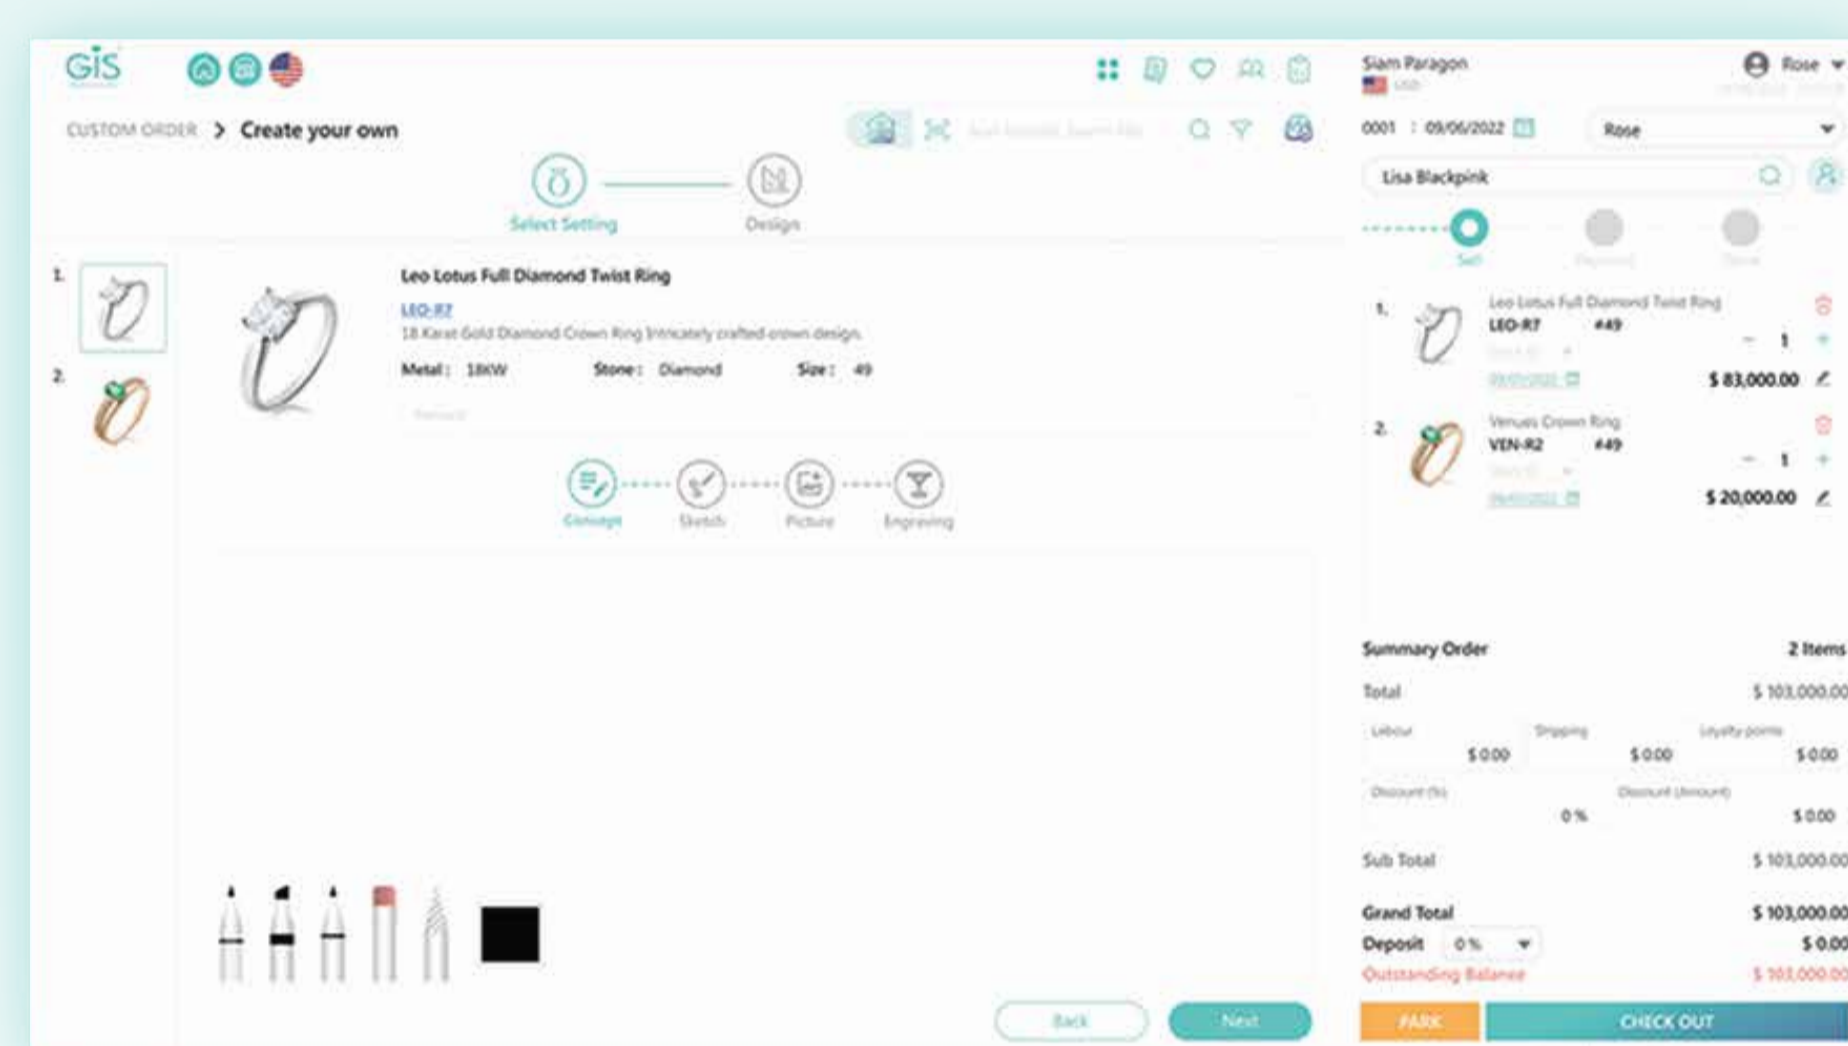 GIS
CUSTOM ORDER > Create your own
Select Setting
Design
1.
2.
Leo Lotus Full Diamond Twist Ring
LEO-R7
18 Karat Gold Diamond Crown Ring Intricately crafted crown design.
Metal : 18KW Stone : Diamond Size : 49
Concept Sketch Picture Engraving
Back Next
Siam Paragon
Rose
USD
0001 : 09/06/2022
Rose
Lisa Blackpink
Sell
1. Leo Lotus Full Diamond Twist Ring
LEO-R7 #49
− 1 +
$ 83,000.00
2. Venues Crown Ring
VEN-R2 #49
− 1 +
$ 20,000.00
Summary Order 2 Items
Total $ 103,000.00
Labour Shipping Loyalty points
$ 0.00 $ 0.00 $ 0.00
Discount (%) Discount (Amount)
0 % $ 0.00
Sub Total $ 103,000.00
Grand Total $ 103,000.00
Deposit 0 % $ 0.00
Outstanding Balance $ 103,000.00
PARK CHECK OUT